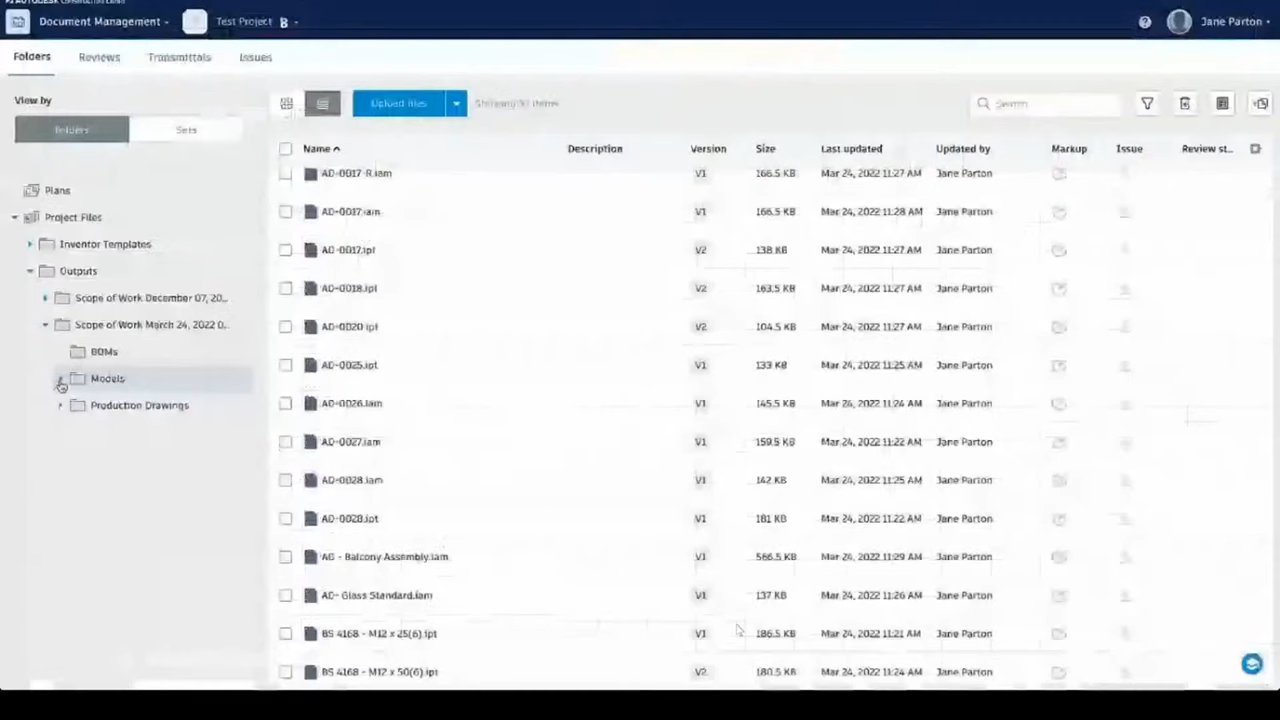 AUTODESK Construction Cloud
Document Management
Test Project B
Jane Parton
Folders Reviews Transmittals Issues
View by
Folders Sets
Upload files
Search
Plans
Project Files
Inventor Templates
Outputs
Scope of Work December 07, 20...
Scope of Work March 24, 2022 0...
BOMs
Models
Production Drawings
Name Description Version Size Last updated Updated by Markup Issue Review st...
AD-0017-R.iam V1 166.5 KB Mar 24, 2022 11:27 AM Jane Parton
AD-0017.iam V1 166.5 KB Mar 24, 2022 11:28 AM Jane Parton
AD-0017.ipt V2 138 KB Mar 24, 2022 11:27 AM Jane Parton
AD-0018.ipt V2 163.5 KB Mar 24, 2022 11:27 AM Jane Parton
AD-0020.ipt V2 104.5 KB Mar 24, 2022 11:27 AM Jane Parton
AD-0025.ipt V1 133 KB Mar 24, 2022 11:25 AM Jane Parton
AD-0026.iam V1 145.5 KB Mar 24, 2022 11:24 AM Jane Parton
AD-0027.iam V1 159.5 KB Mar 24, 2022 11:22 AM Jane Parton
AD-0028.iam V1 142 KB Mar 24, 2022 11:25 AM Jane Parton
AD-0028.ipt V1 181 KB Mar 24, 2022 11:22 AM Jane Parton
AD - Balcony Assembly.iam V1 566.5 KB Mar 24, 2022 11:29 AM Jane Parton
AD- Glass Standard.iam V1 137 KB Mar 24, 2022 11:26 AM Jane Parton
BS 4168 - M12 x 25(6).ipt V1 186.5 KB Mar 24, 2022 11:21 AM Jane Parton
BS 4168 - M12 x 50(6).ipt V2 180.5 KB Mar 24, 2022 11:24 AM Jane Parton